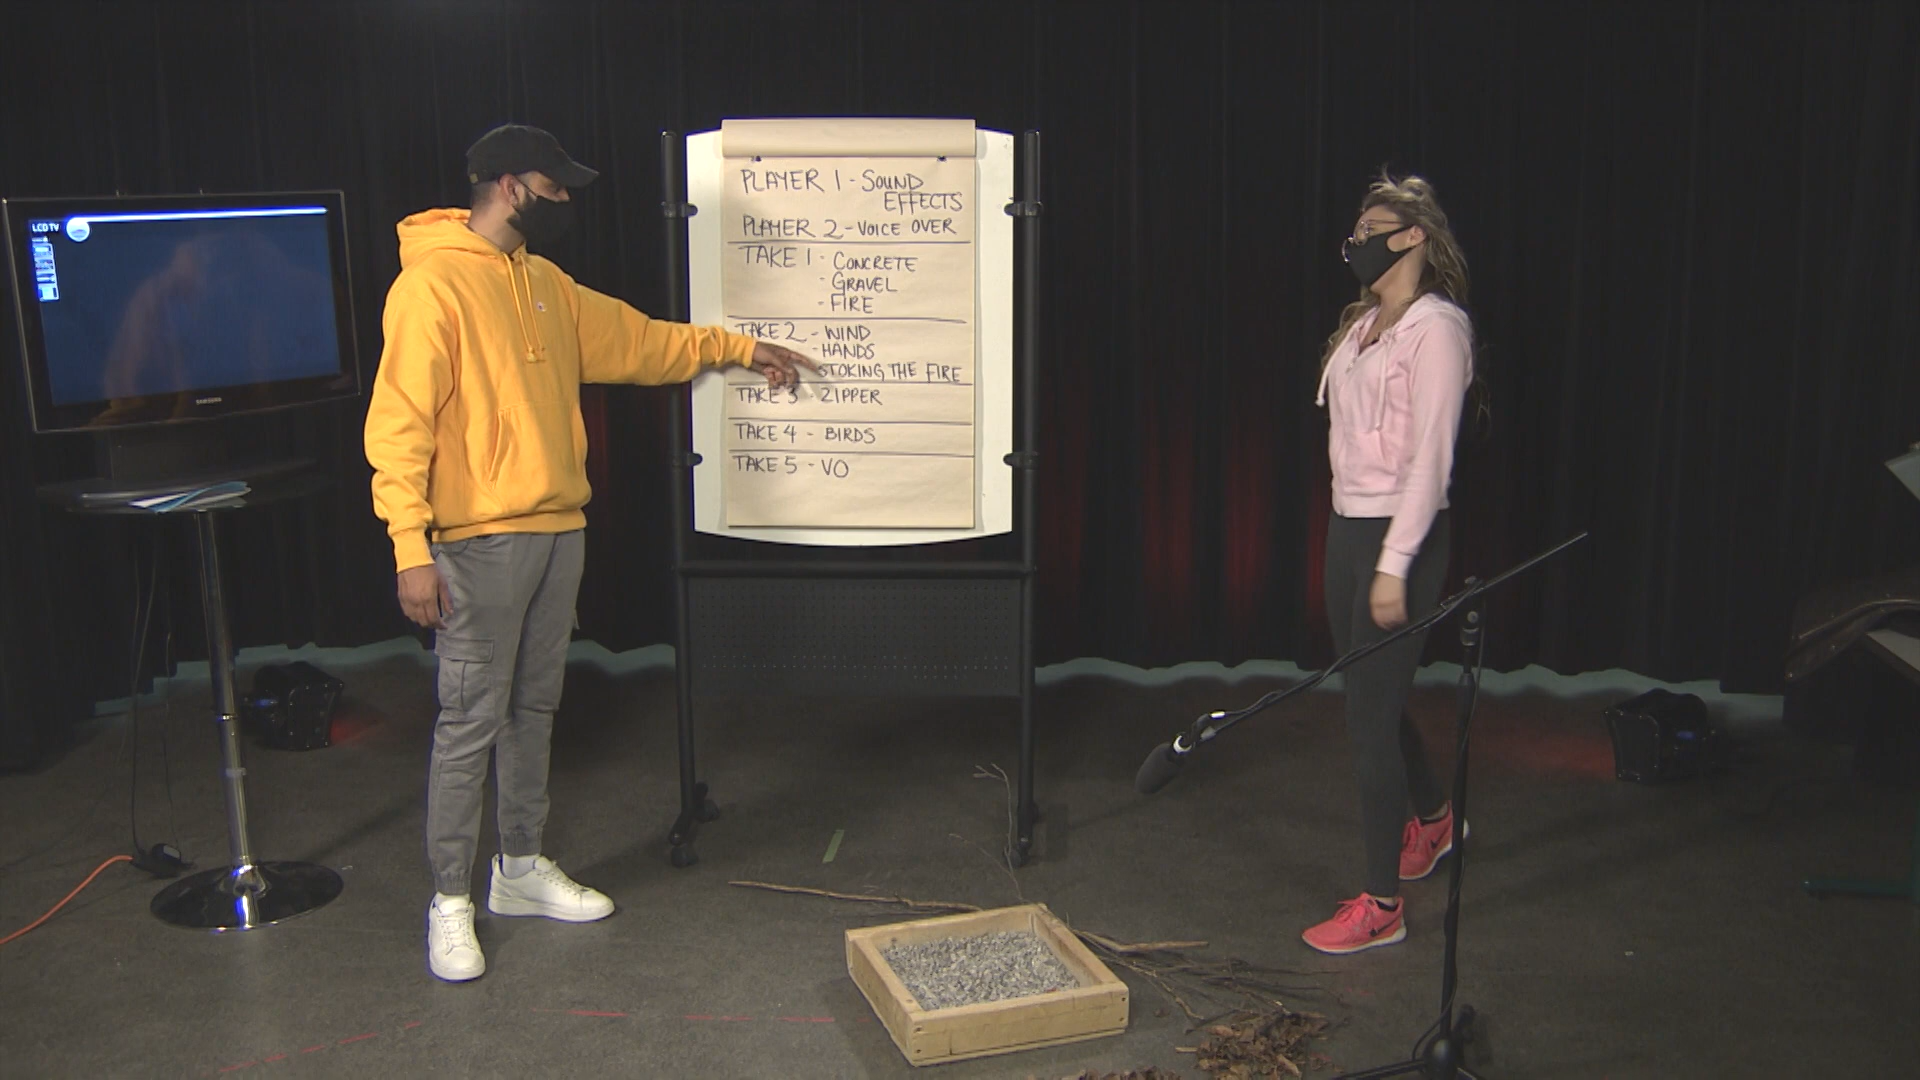 LCD TV
SAMSUNG
PLAYER 1 - SOUND
EFFECTS
PLAYER 2 - VOICE OVER
TAKE 1 - CONCRETE
- GRAVEL
- FIRE
TAKE 2 - WIND
- HANDS
STOKING THE FIRE
TAKE 3 - ZIPPER
TAKE 4 - BIRDS
TAKE 5 - VO